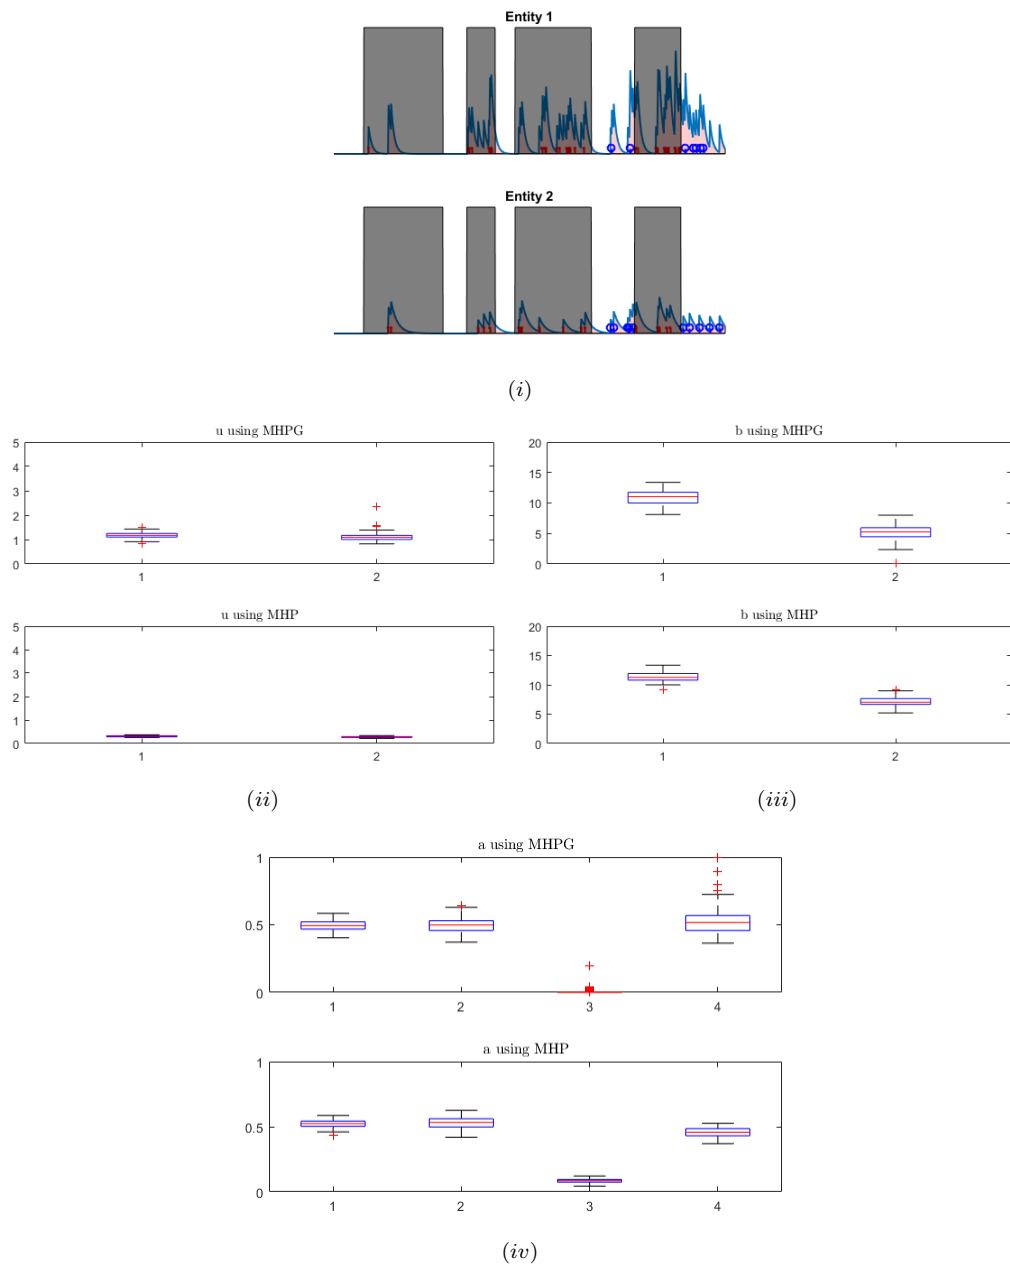 Entity 1
Entity 2
(i)
u using MHPG
5
4
3
2
1
0
1 2
u using MHP
5
4
3
2
1
0
1 2
(ii)
b using MHPG
20
15
10
5
0
1 2
b using MHP
20
15
10
5
0
1 2
(iii)
a using MHPG
1
0.5
0
1 2 3 4
a using MHP
1
0.5
0
1 2 3 4
(iv)